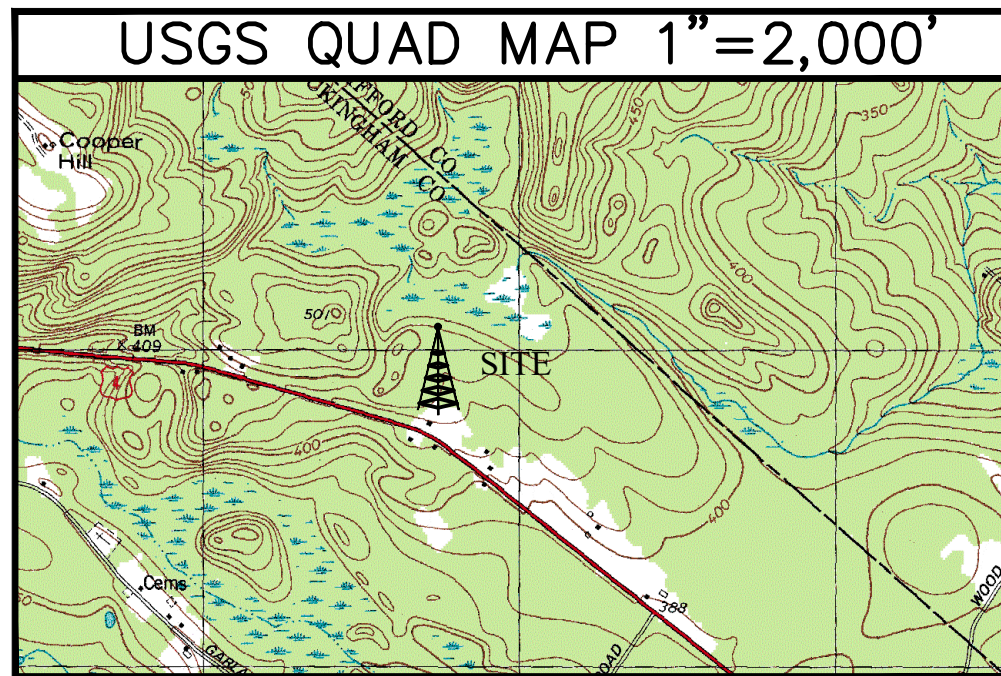 USGS QUAD MAP 1"=2,000'
450
350
Cooper
Hill
CO
CO
400
501
BM
409
4
SITE
400
400
Cems
388
WOOD